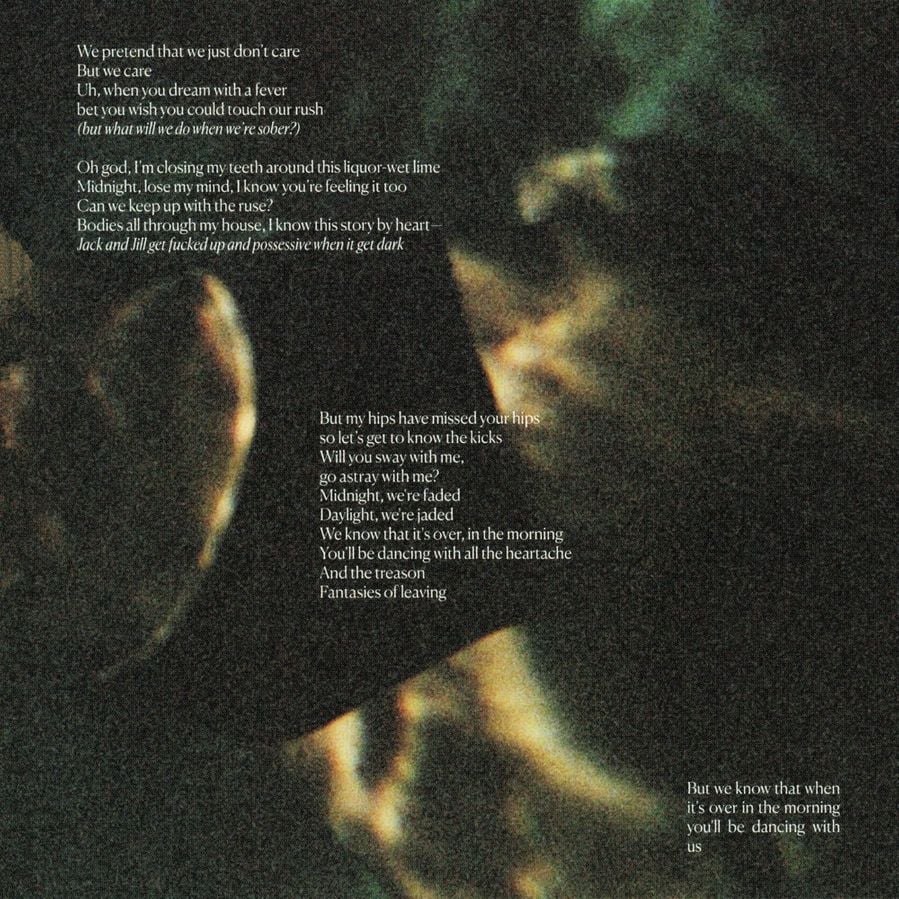 We pretend that we just don't care
But we care
Uh, when you dream with a fever
bet you wish you could touch our rush
(but what will we do when we're sober?)
Oh god, I'm closing my teeth around this liquor-wet lime
Midnight, lose my mind, I know you're feeling it too
Can we keep up with the ruse?
Bodies all through my house, I know this story by heart—
Jack and Jill get fucked up and possessive when it get dark
But my hips have missed your hips
so let's get to know the kicks
Will you sway with me,
go astray with me?
Midnight, we're faded
Daylight, we're jaded
We know that it's over, in the morning
You'll be dancing with all the heartache
And the treason
Fantasies of leaving
But we know that when
it's over in the morning
you'll be dancing with
us